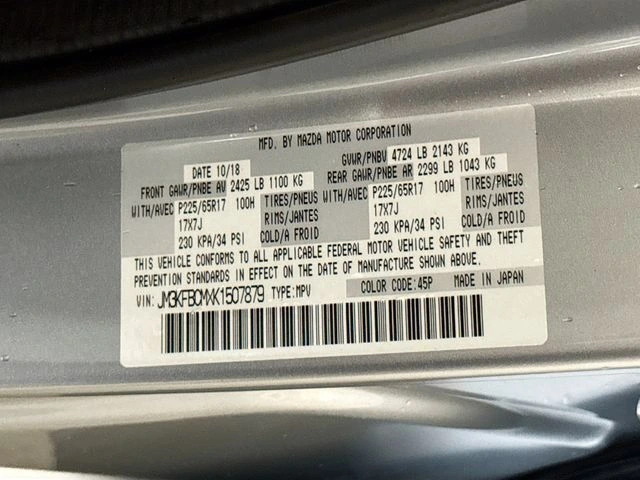 MFD. BY MAZDA MOTOR CORPORATION
DATE 10/18 GVWR/PNBV 4724 LB 2143 KG
FRONT GAWR/PNBE AV 2425 LB 1100 KG REAR GAWR/PNBE AR 2299 LB 1043 KG
WITH/AVEC P225/65R17 100H TIRES/PNEUS WITH/AVEC P225/65R17 100H TIRES/PNEUS
17X7J RIMS/JANTES 17X7J RIMS/JANTES
230 KPA/34 PSI COLD/A FROID 230 KPA/34 PSI COLD/A FROID
THIS VEHICLE CONFORMS TO ALL APPLICABLE FEDERAL MOTOR VEHICLE SAFETY AND THEFT
PREVENTION STANDARDS IN EFFECT ON THE DATE OF MANUFACTURE SHOWN ABOVE.
VIN: JM3KFBCMXK1507879 TYPE:MPV COLOR CODE:45P MADE IN JAPAN